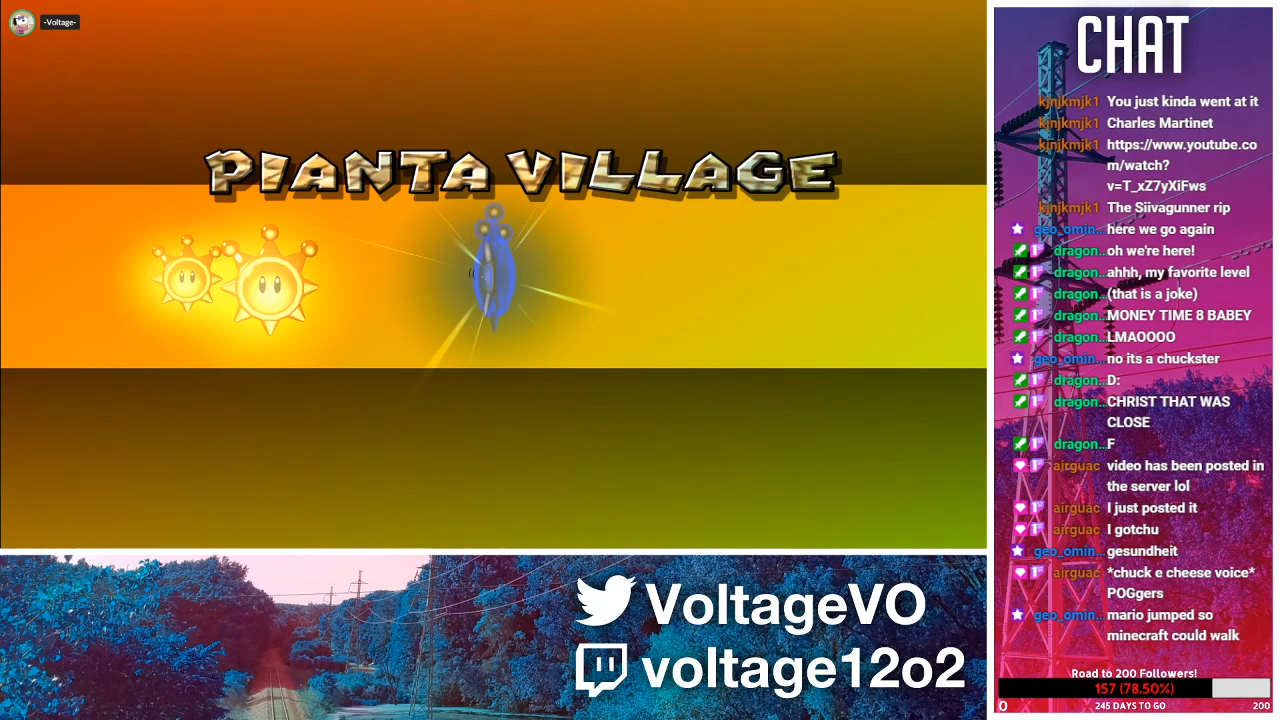 -Voltage-
PIANTA VILLAGE
VoltageVO
voltage12o2
CHAT
kjnjkmjk1 You just kinda went at it
kjnjkmjk1 Charles Martinet
kjnjkmjk1 https://www.youtube.co
m/watch?
v=T_xZ7yXiFws
kjnjkmjk1 The Siivagunner rip
geo_omin... here we go again
dragon... oh we're here!
dragon... ahhh, my favorite level
dragon... (that is a joke)
dragon... MONEY TIME 8 BABEY
dragon... LMAOOOO
geo_omin... no its a chuckster
dragon... D:
dragon... CHRIST THAT WAS
CLOSE
dragon... F
airguac video has been posted in
the server lol
airguac I just posted it
airguac I gotchu
geo_omin... gesundheit
airguac *chuck e cheese voice*
POGgers
geo_omin... mario jumped so
minecraft could walk
Road to 200 Followers!
157 (78.50%)
0 245 DAYS TO GO 200